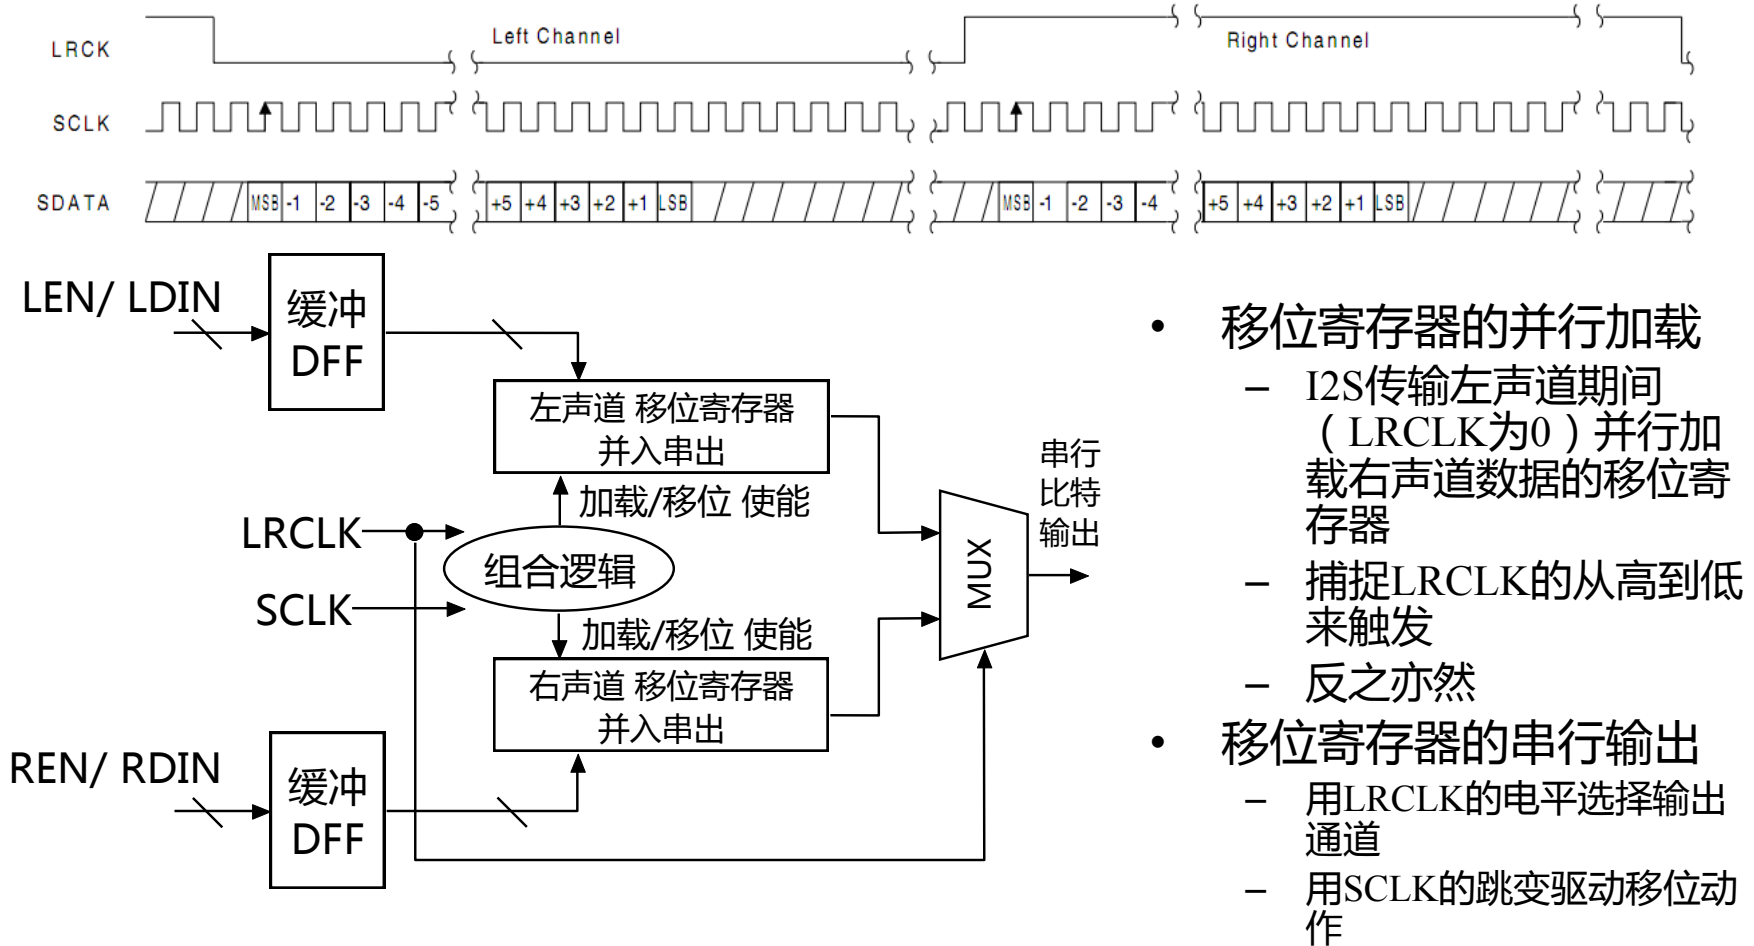 LRCK
Left Channel
Right Channel
SCLK
SDATA
MSB -1 -2 -3 -4 -5 +5 +4 +3 +2 +1 LSB MSB -1 -2 -3 -4 +5 +4 +3 +2 +1 LSB
LEN/ LDIN
缓冲
DFF
左声道 移位寄存器
并入串出
加载/移位 使能
LRCLK
组合逻辑
SCLK
加载/移位 使能
右声道 移位寄存器
并入串出
REN/ RDIN
缓冲
DFF
MUX
串行
比特
输出
• 移位寄存器的并行加载
– I2S传输左声道期间
（LRCLK为0）并行加
载右声道数据的移位寄
存器
– 捕捉LRCLK的从高到低
来触发
– 反之亦然
• 移位寄存器的串行输出
– 用LRCLK的电平选择输出
通道
– 用SCLK的跳变驱动移位动
作